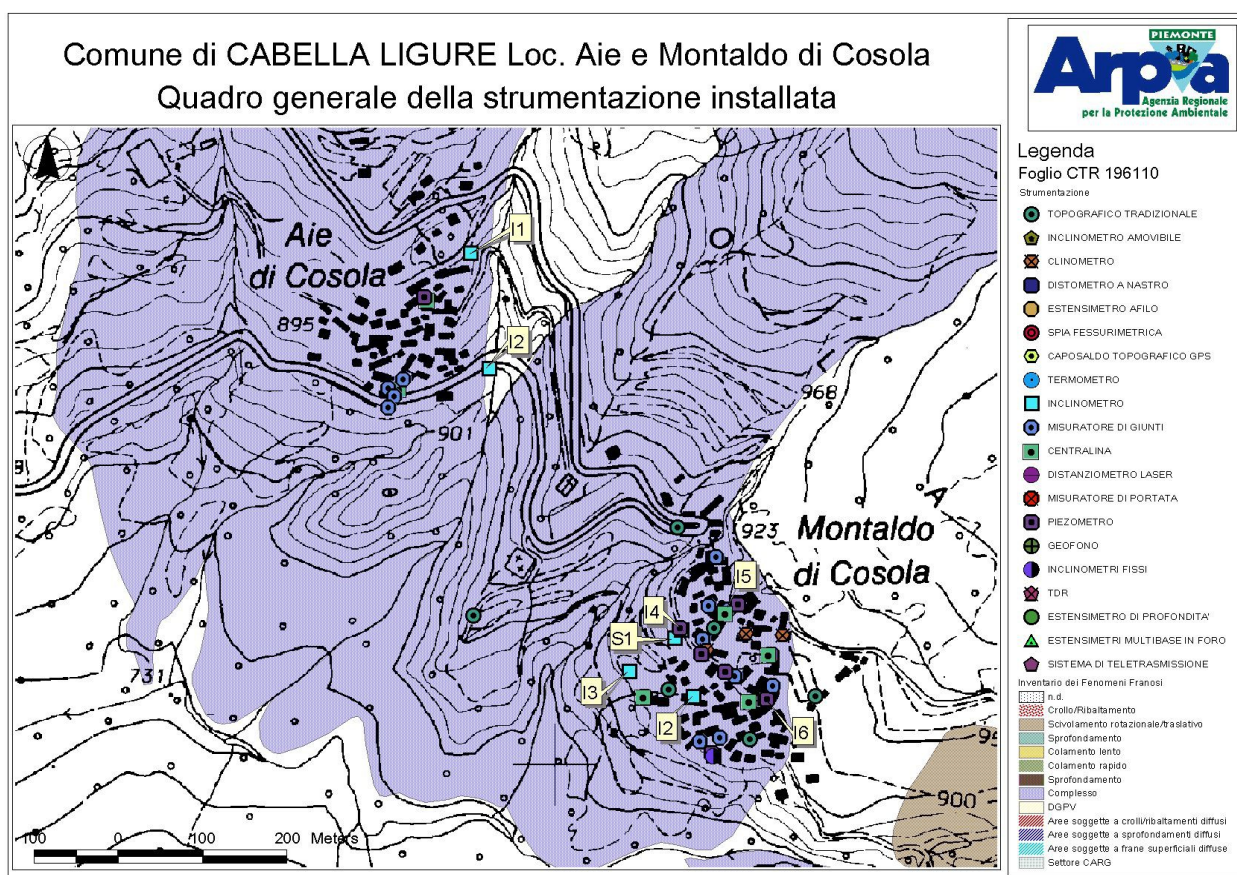 Comune di CABELLA LIGURE Loc. Aie e Montaldo di Cosola
Quadro generale della strumentazione installata
PIEMONTE
Arpa
Agenzia Regionale
per la Protezione Ambientale
Legenda
Foglio CTR 196110
Strumentazione
TOPOGRAFICO TRADIZIONALE
INCLINOMETRO AMOVIBILE
CLINOMETRO
DISTOMETRO A NASTRO
ESTENSIMETRO AFILO
SPIA FESSURIMETRICA
CAPOSALDO TOPOGRAFICO GPS
TERMOMETRO
INCLINOMETRO
MISURATORE DI GIUNTI
CENTRALINA
DISTANZIOMETRO LASER
MISURATORE DI PORTATA
PIEZOMETRO
GEOFONO
INCLINOMETRI FISSI
TDR
ESTENSIMETRO DI PROFONDITA'
ESTENSIMETRI MULTIBASE IN FORO
SISTEMA DI TELETRASMISSIONE
Inventario dei Fenomeni Franosi
n.d.
Crollo/Ribaltamento
Scivolamento rotazionale/traslativo
Sprofondamento
Colamento lento
Colamento rapido
Sprofondamento
Complesso
DGPV
Aree soggette a crolli/ribaltamenti diffusi
Aree soggette a sprofondamenti diffusi
Aree soggette a frane superficiali diffuse
Settore CARG
Aie
di Cosola
895
I1
I2
901
968
923
Montaldo
di Cosola
A
I5
I4
S1
I3
I2
I6
731
900
100 0 100 200 Meters